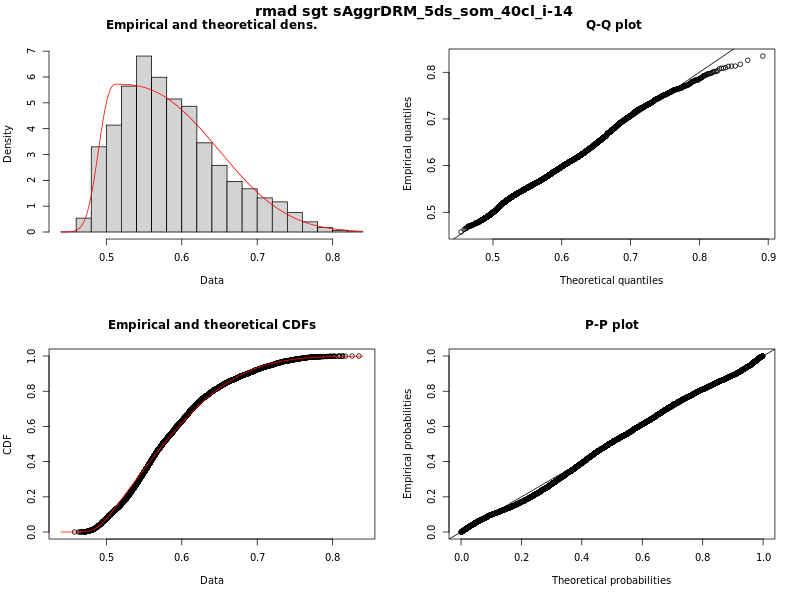 rmad sgt sAggrDRM_5ds_som_40cl_i-14
Empirical and theoretical dens.
Density
0 1 2 3 4 5 6 7
0.5 0.6 0.7 0.8
Data
Q-Q plot
Empirical quantiles
0.5 0.6 0.7 0.8
0.5 0.6 0.7 0.8 0.9
Theoretical quantiles
Empirical and theoretical CDFs
CDF
0.0 0.2 0.4 0.6 0.8 1.0
0.5 0.6 0.7 0.8
Data
P-P plot
Empirical probabilities
0.0 0.2 0.4 0.6 0.8 1.0
0.0 0.2 0.4 0.6 0.8 1.0
Theoretical probabilities